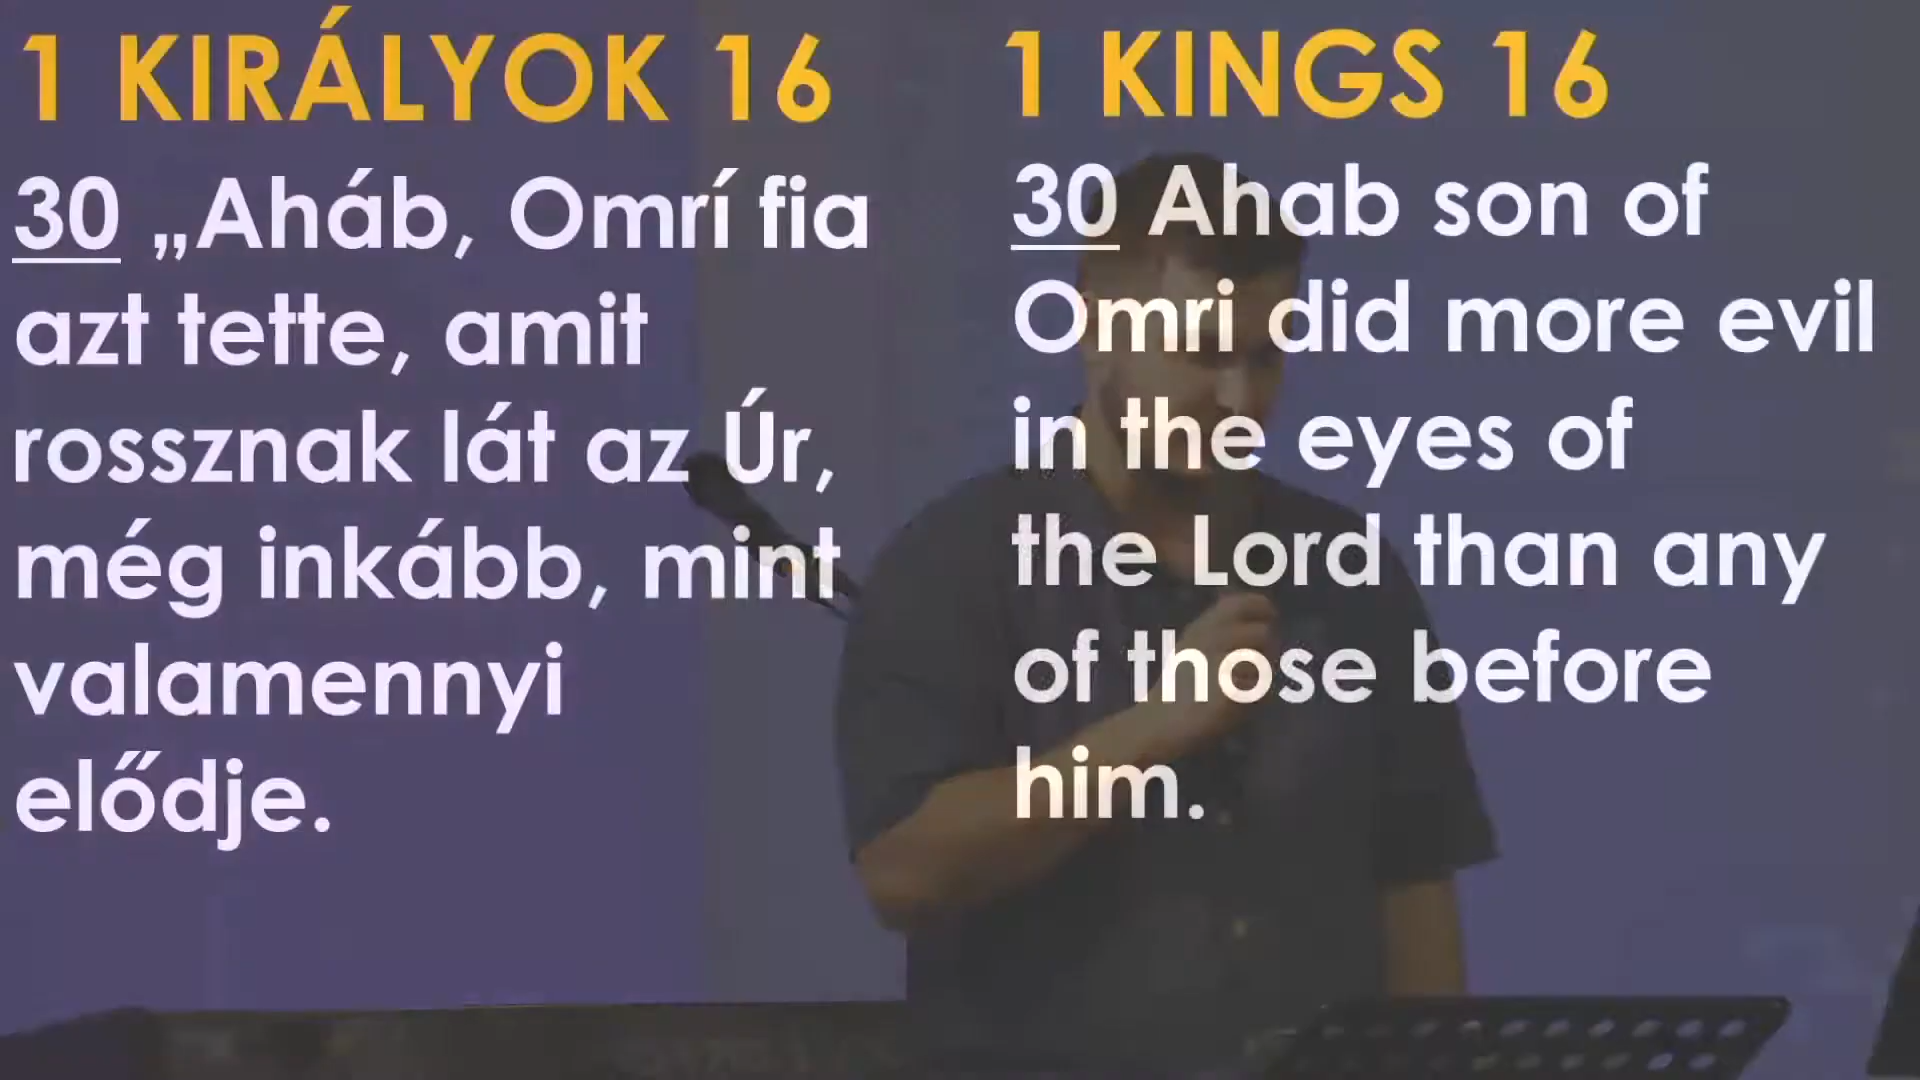 1 KIRÁLYOK 16
30 „Aháb, Omrí fia
azt tette, amit
rossznak lát az Úr,
még inkább, mint
valamennyi
elődje.
1 KINGS 16
30 Ahab son of
Omri did more evil
in the eyes of
the Lord than any
of those before
him.